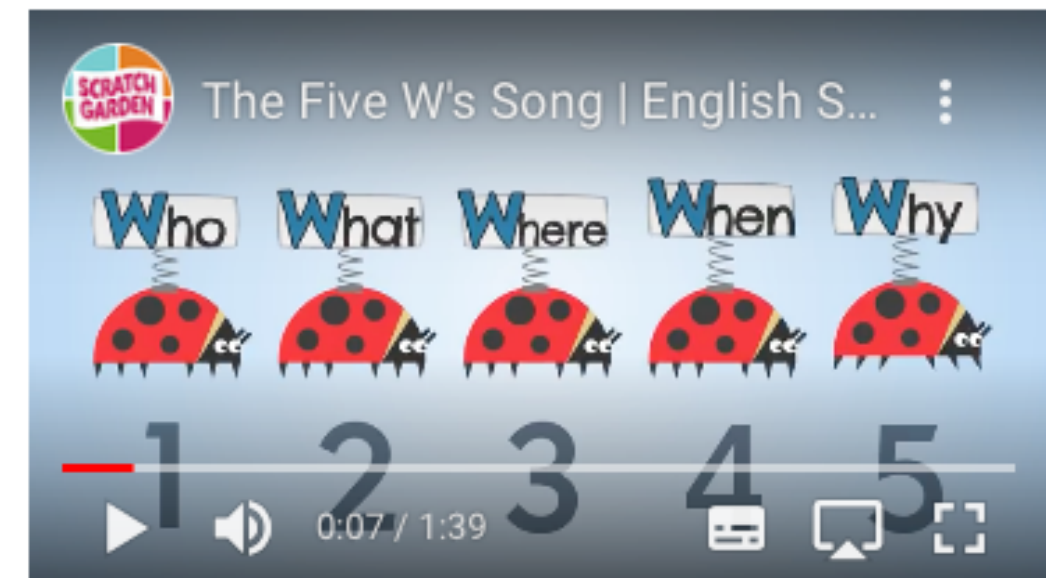 SCRATCH
GARDEN
The Five W's Song | English S...
Who What Where When Why
1 2 3 4 5
0:07 / 1:39